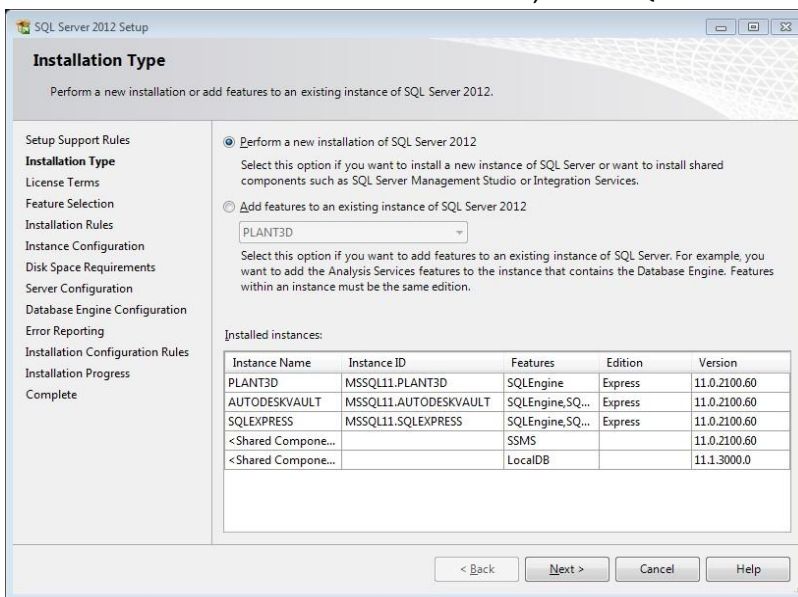 SQL Server 2012 Setup
Installation Type
Perform a new installation or add features to an existing instance of SQL Server 2012.
Setup Support Rules
Installation Type
License Terms
Feature Selection
Installation Rules
Instance Configuration
Disk Space Requirements
Server Configuration
Database Engine Configuration
Error Reporting
Installation Configuration Rules
Installation Progress
Complete
Perform a new installation of SQL Server 2012
Select this option if you want to install a new instance of SQL Server or want to install shared
components such as SQL Server Management Studio or Integration Services.
Add features to an existing instance of SQL Server 2012
PLANT3D
Select this option if you want to add features to an existing instance of SQL Server. For example, you
want to add the Analysis Services features to the instance that contains the Database Engine. Features
within an instance must be the same edition.
Installed instances:
Instance Name Instance ID Features Edition Version
PLANT3D MSSQL11.PLANT3D SQLEngine Express 11.0.2100.60
AUTODESKVAULT MSSQL11.AUTODESKVAULT SQLEngine,SQ... Express 11.0.2100.60
SQLEXPRESS MSSQL11.SQLEXPRESS SQLEngine,SQ... Express 11.0.2100.60
<Shared Compone... SSMS 11.0.2100.60
<Shared Compone... LocalDB 11.1.3000.0
< Back Next > Cancel Help